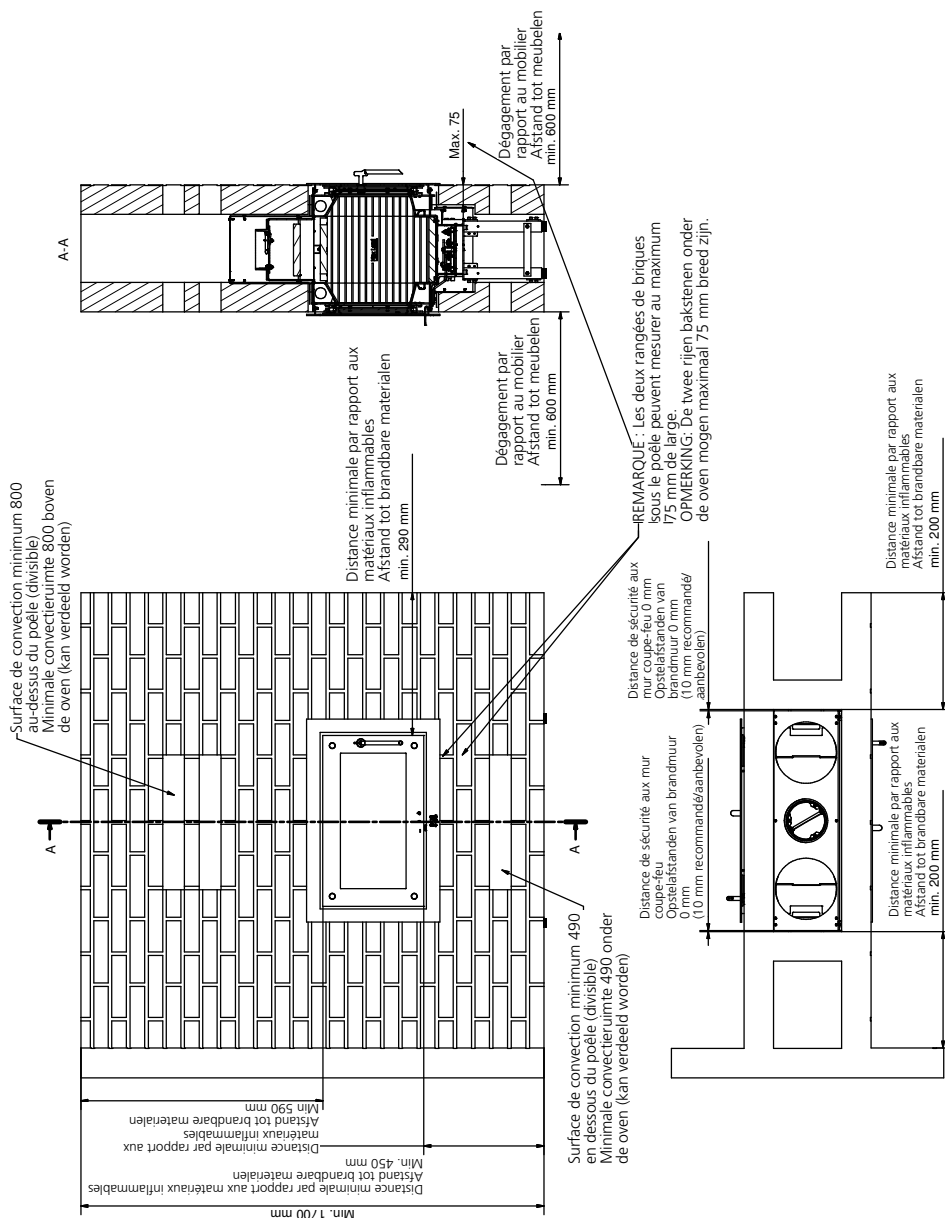 A-A
Max. 75
Dégagement par
rapport au mobilier
Afstand tot meubelen
min. 600 mm
Dégagement par
rapport au mobilier
Afstand tot meubelen
min. 600 mm
Surface de convection minimum 800
au-dessus du poêle (divisible)
Minimale convectieruimte 800 boven
de oven (kan verdeeld worden)
Distance minimale par rapport aux
matériaux inflammables
Afstand tot brandbare materialen
min. 290 mm
REMARQUE : Les deux rangées de briques
sous le poêle peuvent mesurer au maximum
75 mm de large.
OPMERKING: De twee rijen bakstenen onder
de oven mogen maximaal 75 mm breed zijn.
A
A
Surface de convection minimum 490
en dessous du poêle (divisible)
Minimale convectieruimte 490 onder
de oven (kan verdeeld worden)
Distance minimale par rapport aux
matériaux inflammables
Afstand tot brandbare materialen
Min 590 mm
Distance minimale par rapport aux matériaux inflammables
Afstand tot brandbare materialen
Min. 450 mm
Min. 1700 mm
Distance de sécurité aux mur
coupe-feu
Opstelafstanden van brandmuur
0 mm
(10 mm recommandé/aanbevolen)
Distance de sécurité aux
mur coupe-feu 0 mm
Opstelafstanden van
brandmuur 0 mm
(10 mm recommandé/
aanbevolen)
Distance minimale par rapport aux
matériaux inflammables
Afstand tot brandbare materialen
min. 200 mm
Distance minimale par rapport aux
matériaux inflammables
Afstand tot brandbare materialen
min. 200 mm